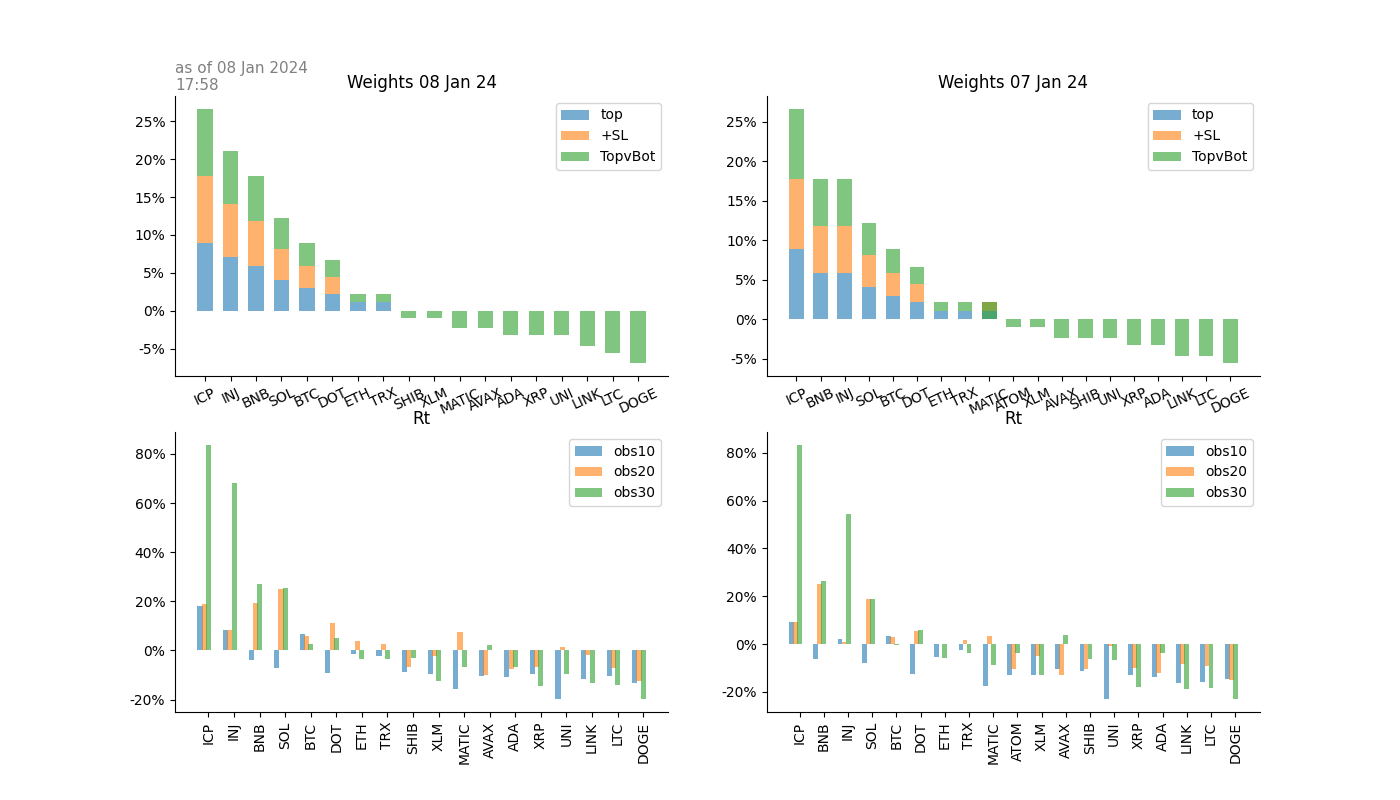 as of 08 Jan 2024
17:58
Weights 08 Jan 24
25%
20%
15%
10%
5%
0%
-5%
top
+SL
TopvBot
ICP INJ BNB SOL BTC DOT ETH TRX SHIB XLM MATIC AVAX ADA XRP UNI LINK LTC DOGE
Weights 07 Jan 24
25%
20%
15%
10%
5%
0%
-5%
top
+SL
TopvBot
ICP BNB INJ SOL BTC DOT ETH TRX MATIC ATOM XLM AVAX SHIB UNI XRP ADA LINK LTC DOGE
Rt
80%
60%
40%
20%
0%
-20%
obs10
obs20
obs30
ICP INJ BNB SOL BTC DOT ETH TRX SHIB XLM MATIC AVAX ADA XRP UNI LINK LTC DOGE
Rt
80%
60%
40%
20%
0%
-20%
obs10
obs20
obs30
ICP BNB INJ SOL BTC DOT ETH TRX MATIC ATOM XLM AVAX SHIB UNI XRP ADA LINK LTC DOGE